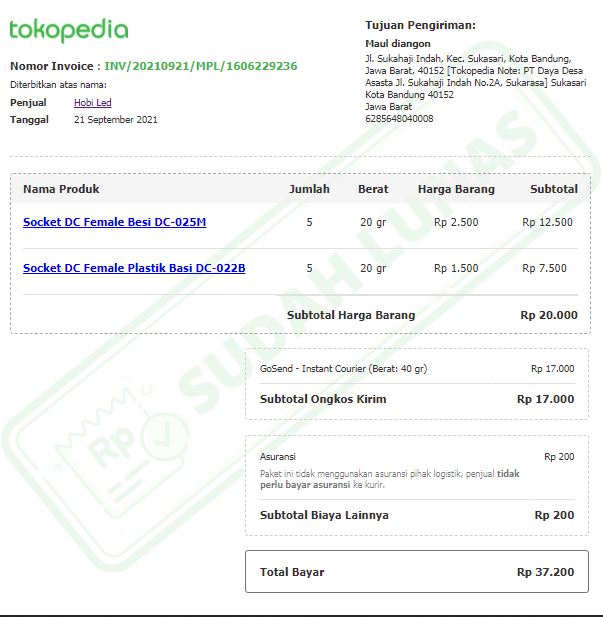 tokopedia
Nomor Invoice : INV/20210921/MPL/1606229236
Diterbitkan atas nama:
Penjual Hobi Led
Tanggal 21 September 2021
Tujuan Pengiriman:
Maul diangon
Jl. Sukahaji Indah, Kec. Sukasari, Kota Bandung,
Jawa Barat, 40152 [Tokopedia Note: PT Daya Desa
Asasta Jl. Sukahaji Indah No.2A, Sukarasa] Sukasari
Kota Bandung 40152
Jawa Barat
6285648040008
Nama Produk Jumlah Berat Harga Barang Subtotal
Socket DC Female Besi DC-025M 5 20 gr Rp 2.500 Rp 12.500
Socket DC Female Plastik Basi DC-022B 5 20 gr Rp 1.500 Rp 7.500
Subtotal Harga Barang Rp 20.000
GoSend - Instant Courier (Berat: 40 gr) Rp 17.000
Subtotal Ongkos Kirim Rp 17.000
Asuransi Rp 200
Paket ini tidak menggunakan asuransi pihak logistik, penjual tidak
perlu bayar asuransi ke kurir.
Subtotal Biaya Lainnya Rp 200
Total Bayar Rp 37.200
Rp SUDAH LUNAS